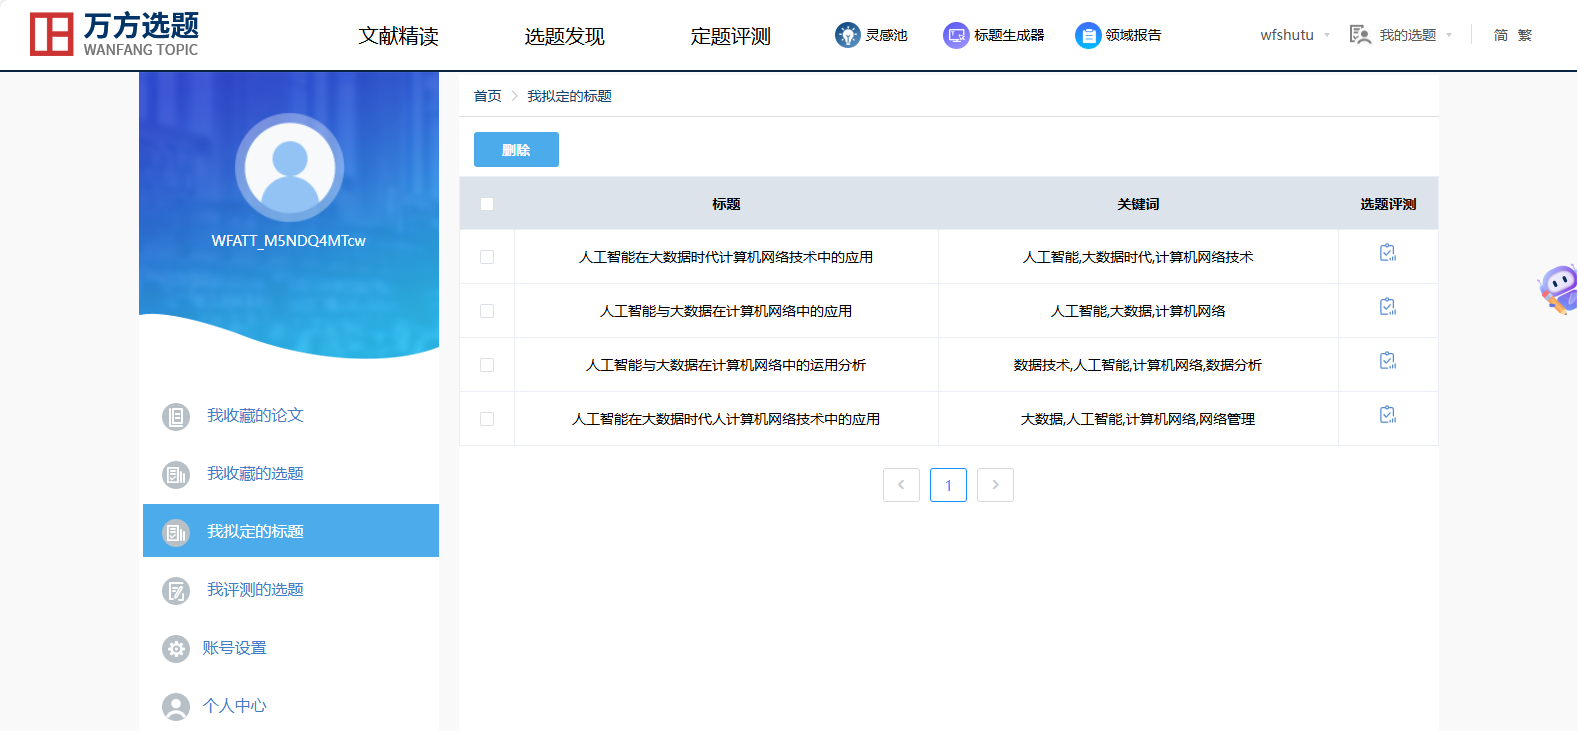 万方选题
WANFANG TOPIC
文献精读
选题发现
定题评测
灵感池
标题生成器
领域报告
wfshutu
我的选题
简 繁
WFATT_M5NDQ4MTcw
我收藏的论文
我收藏的选题
我拟定的标题
我评测的选题
账号设置
个人中心
首页 > 我拟定的标题
删除
标题 关键词 选题评测
人工智能在大数据时代计算机网络技术中的应用 人工智能,大数据时代,计算机网络技术
人工智能与大数据在计算机网络中的应用 人工智能,大数据,计算机网络
人工智能与大数据在计算机网络中的运用分析 数据技术,人工智能,计算机网络,数据分析
人工智能在大数据时代人计算机网络技术中的应用 大数据,人工智能,计算机网络,网络管理
< 1 >